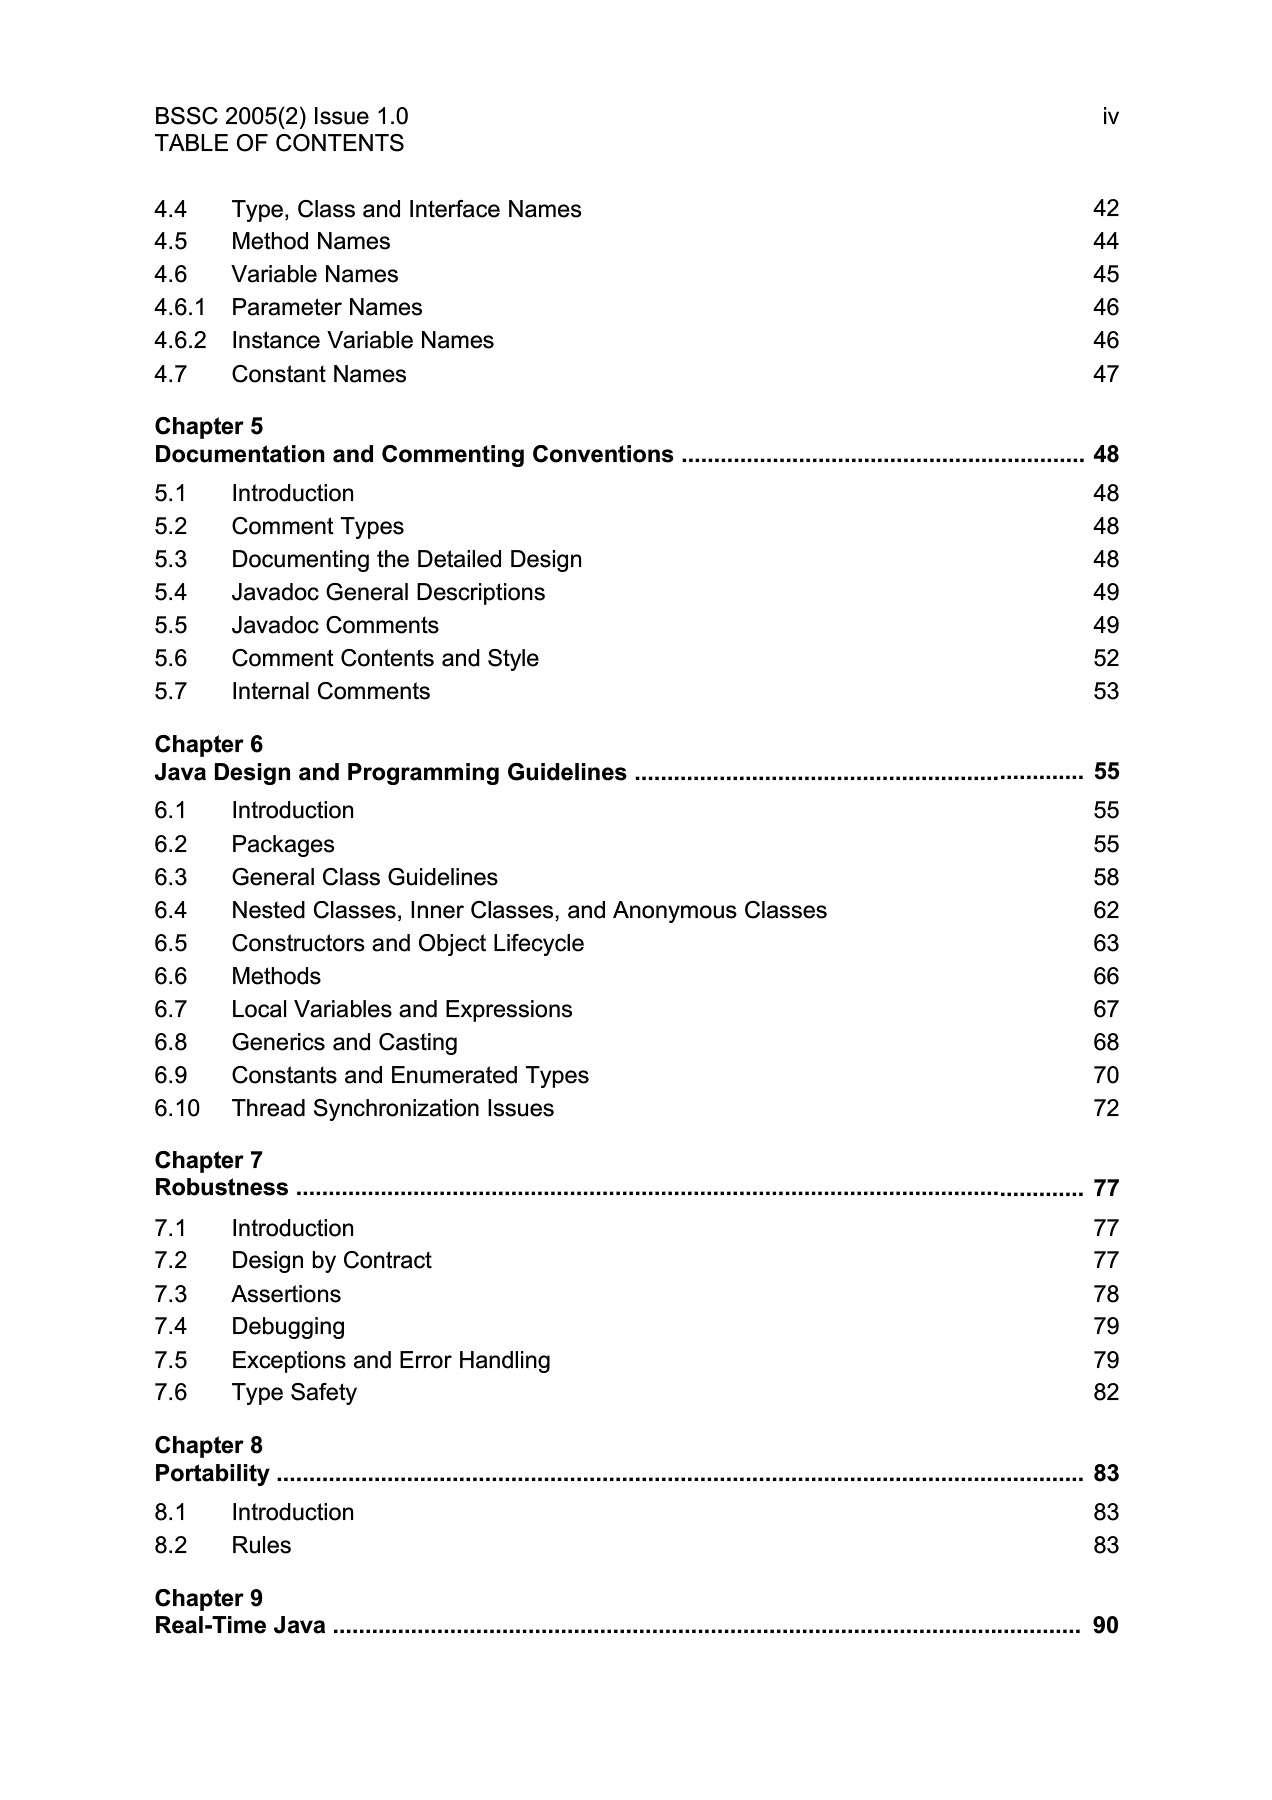 BSSC 2005(2) Issue 1.0 iv
TABLE OF CONTENTS
4.4 Type, Class and Interface Names 42
4.5 Method Names 44
4.6 Variable Names 45
4.6.1 Parameter Names 46
4.6.2 Instance Variable Names 46
4.7 Constant Names 47
Chapter 5
Documentation and Commenting Conventions .............................................................. 48
5.1 Introduction 48
5.2 Comment Types 48
5.3 Documenting the Detailed Design 48
5.4 Javadoc General Descriptions 49
5.5 Javadoc Comments 49
5.6 Comment Contents and Style 52
5.7 Internal Comments 53
Chapter 6
Java Design and Programming Guidelines ..................................................................... 55
6.1 Introduction 55
6.2 Packages 55
6.3 General Class Guidelines 58
6.4 Nested Classes, Inner Classes, and Anonymous Classes 62
6.5 Constructors and Object Lifecycle 63
6.6 Methods 66
6.7 Local Variables and Expressions 67
6.8 Generics and Casting 68
6.9 Constants and Enumerated Types 70
6.10 Thread Synchronization Issues 72
Chapter 7
Robustness ......................................................................................................................... 77
7.1 Introduction 77
7.2 Design by Contract 77
7.3 Assertions 78
7.4 Debugging 79
7.5 Exceptions and Error Handling 79
7.6 Type Safety 82
Chapter 8
Portability ............................................................................................................................ 83
8.1 Introduction 83
8.2 Rules 83
Chapter 9
Real-Time Java ................................................................................................................... 90